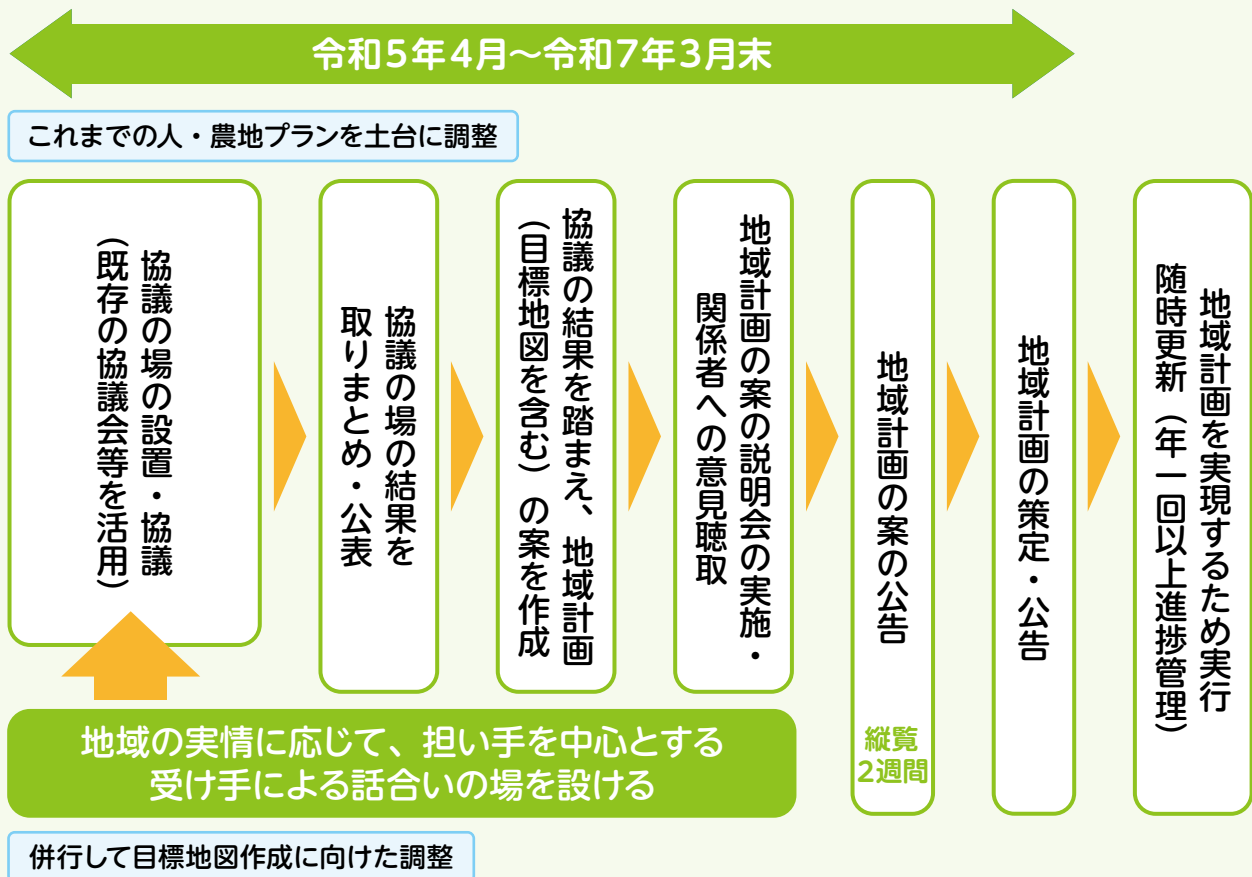 令和5年4月～令和7年3月末
これまでの人・農地プランを土台に調整
協議の場の設置・協議
（既存の協議会等を活用）
協議の場の結果を
取りまとめ・公表
協議の結果を踏まえ、地域計画
（目標地図を含む）の案を作成
地域計画の案の説明会の実施・
関係者への意見聴取
地域計画の案の公告
縦覧
2週間
地域計画の策定・公告
地域計画を実現するため実行
随時更新（年一回以上進捗管理）
地域の実情に応じて、担い手を中心とする
受け手による話合いの場を設ける
併行して目標地図作成に向けた調整